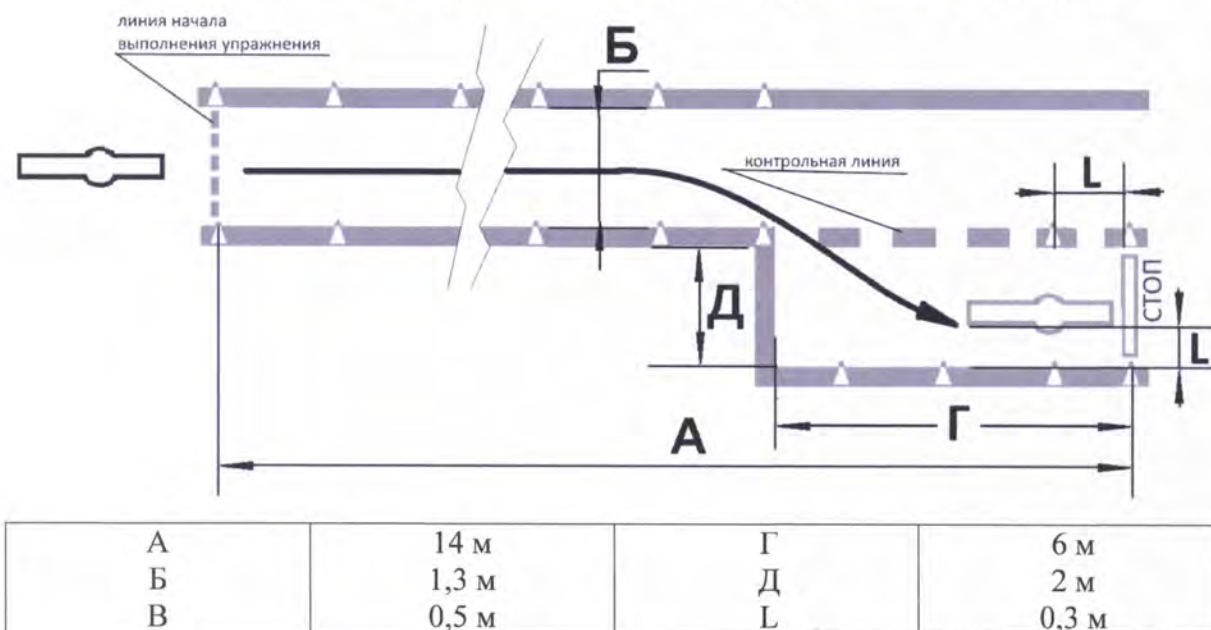 линия начала
выполнения упражнения
Б
контрольная линия
L
Д
СТОП
L
Г
А
А 14 м Г 6 м
Б 1,3 м Д 2 м
В 0,5 м L 0,3 м